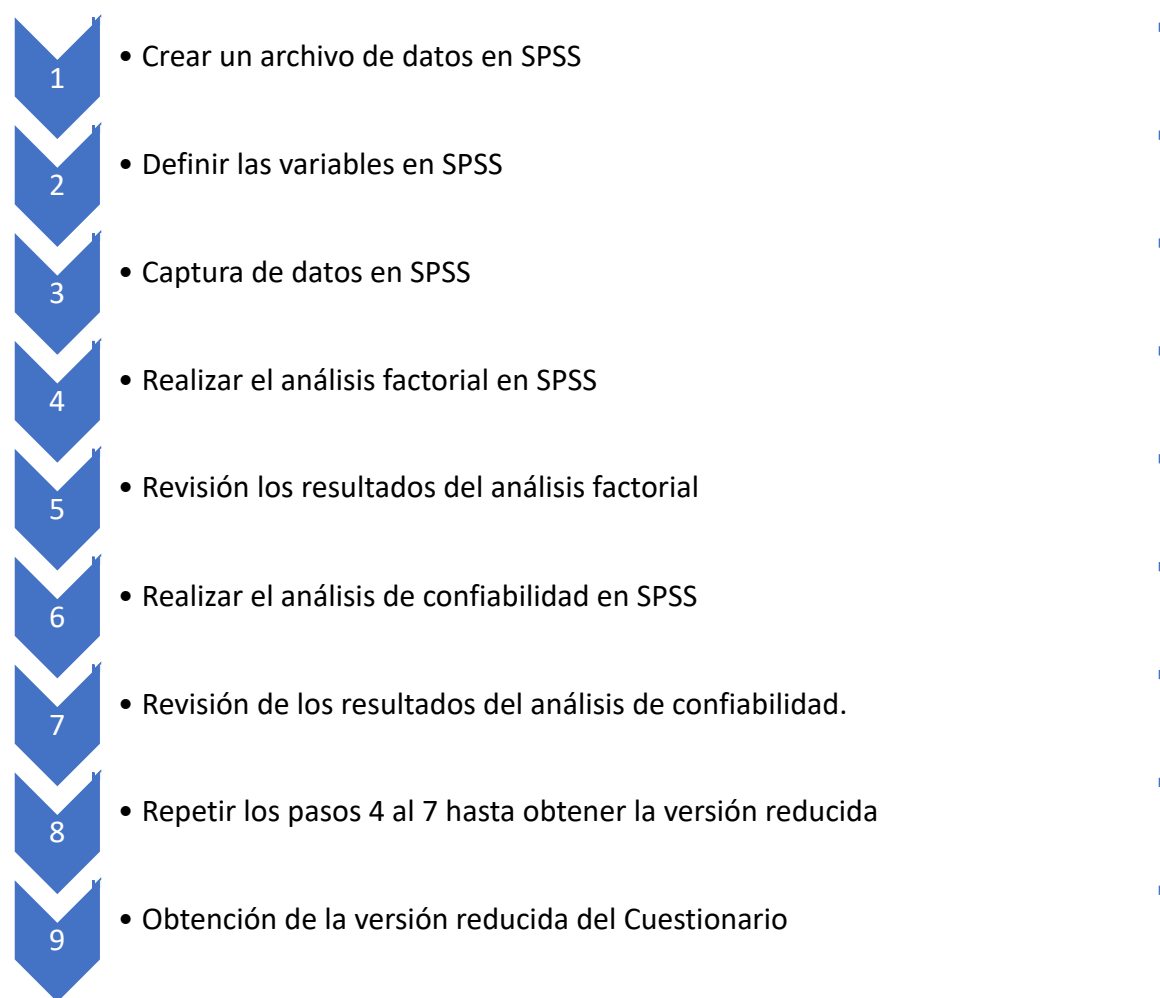 1
• Crear un archivo de datos en SPSS
2
• Definir las variables en SPSS
3
• Captura de datos en SPSS
4
• Realizar el análisis factorial en SPSS
5
• Revisión los resultados del análisis factorial
6
• Realizar el análisis de confiabilidad en SPSS
7
• Revisión de los resultados del análisis de confiabilidad.
8
• Repetir los pasos 4 al 7 hasta obtener la versión reducida
9
• Obtención de la versión reducida del Cuestionario